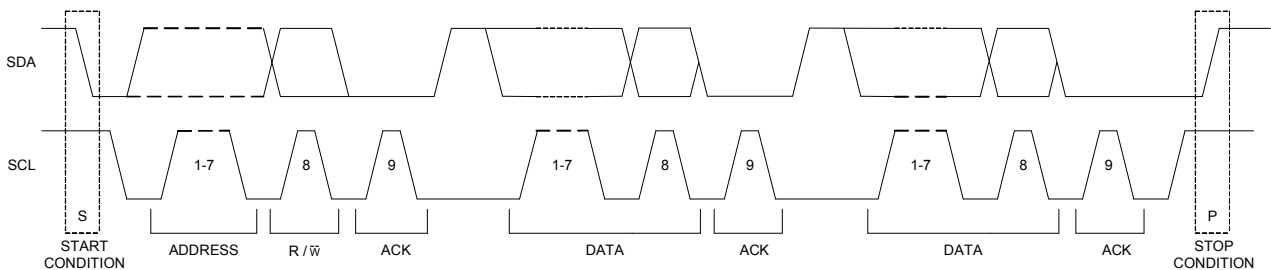 SDA
SCL
1-7
8
9
1-7
8
9
1-7
8
9
S
P
START
CONDITION
ADDRESS
R / W̅
ACK
DATA
ACK
DATA
ACK
STOP
CONDITION